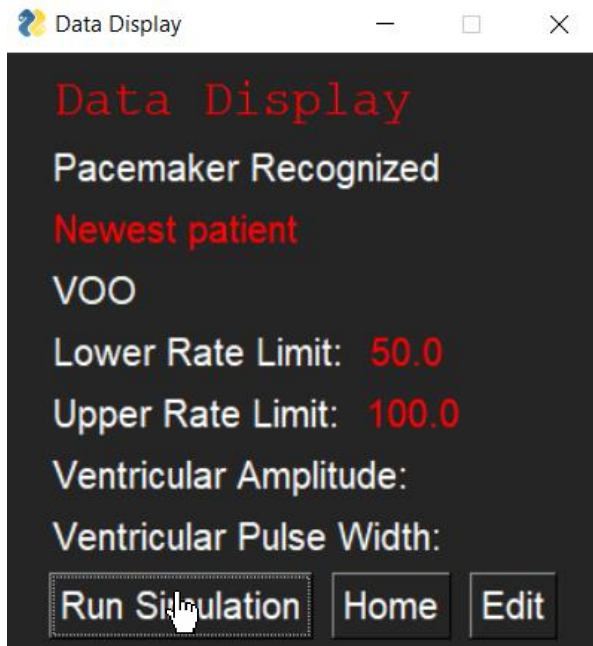 Data Display
Data Display
Pacemaker Recognized
Newest patient
VOO
Lower Rate Limit: 50.0
Upper Rate Limit: 100.0
Ventricular Amplitude:
Ventricular Pulse Width:
Run Simulation Home Edit